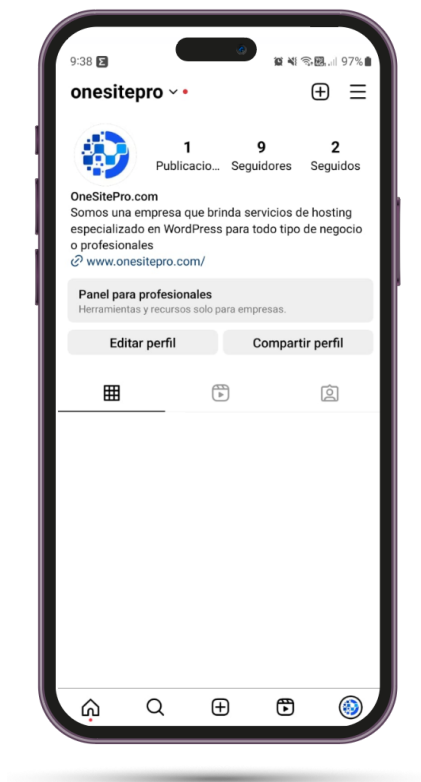 9:38
97%
onesitepro
1 9 2
Publicacio... Seguidores Seguidos
OneSitePro.com
Somos una empresa que brinda servicios de hosting
especializado en WordPress para todo tipo de negocio
o profesionales
www.onesitepro.com/
Panel para profesionales
Herramientas y recursos solo para empresas.
Editar perfil Compartir perfil